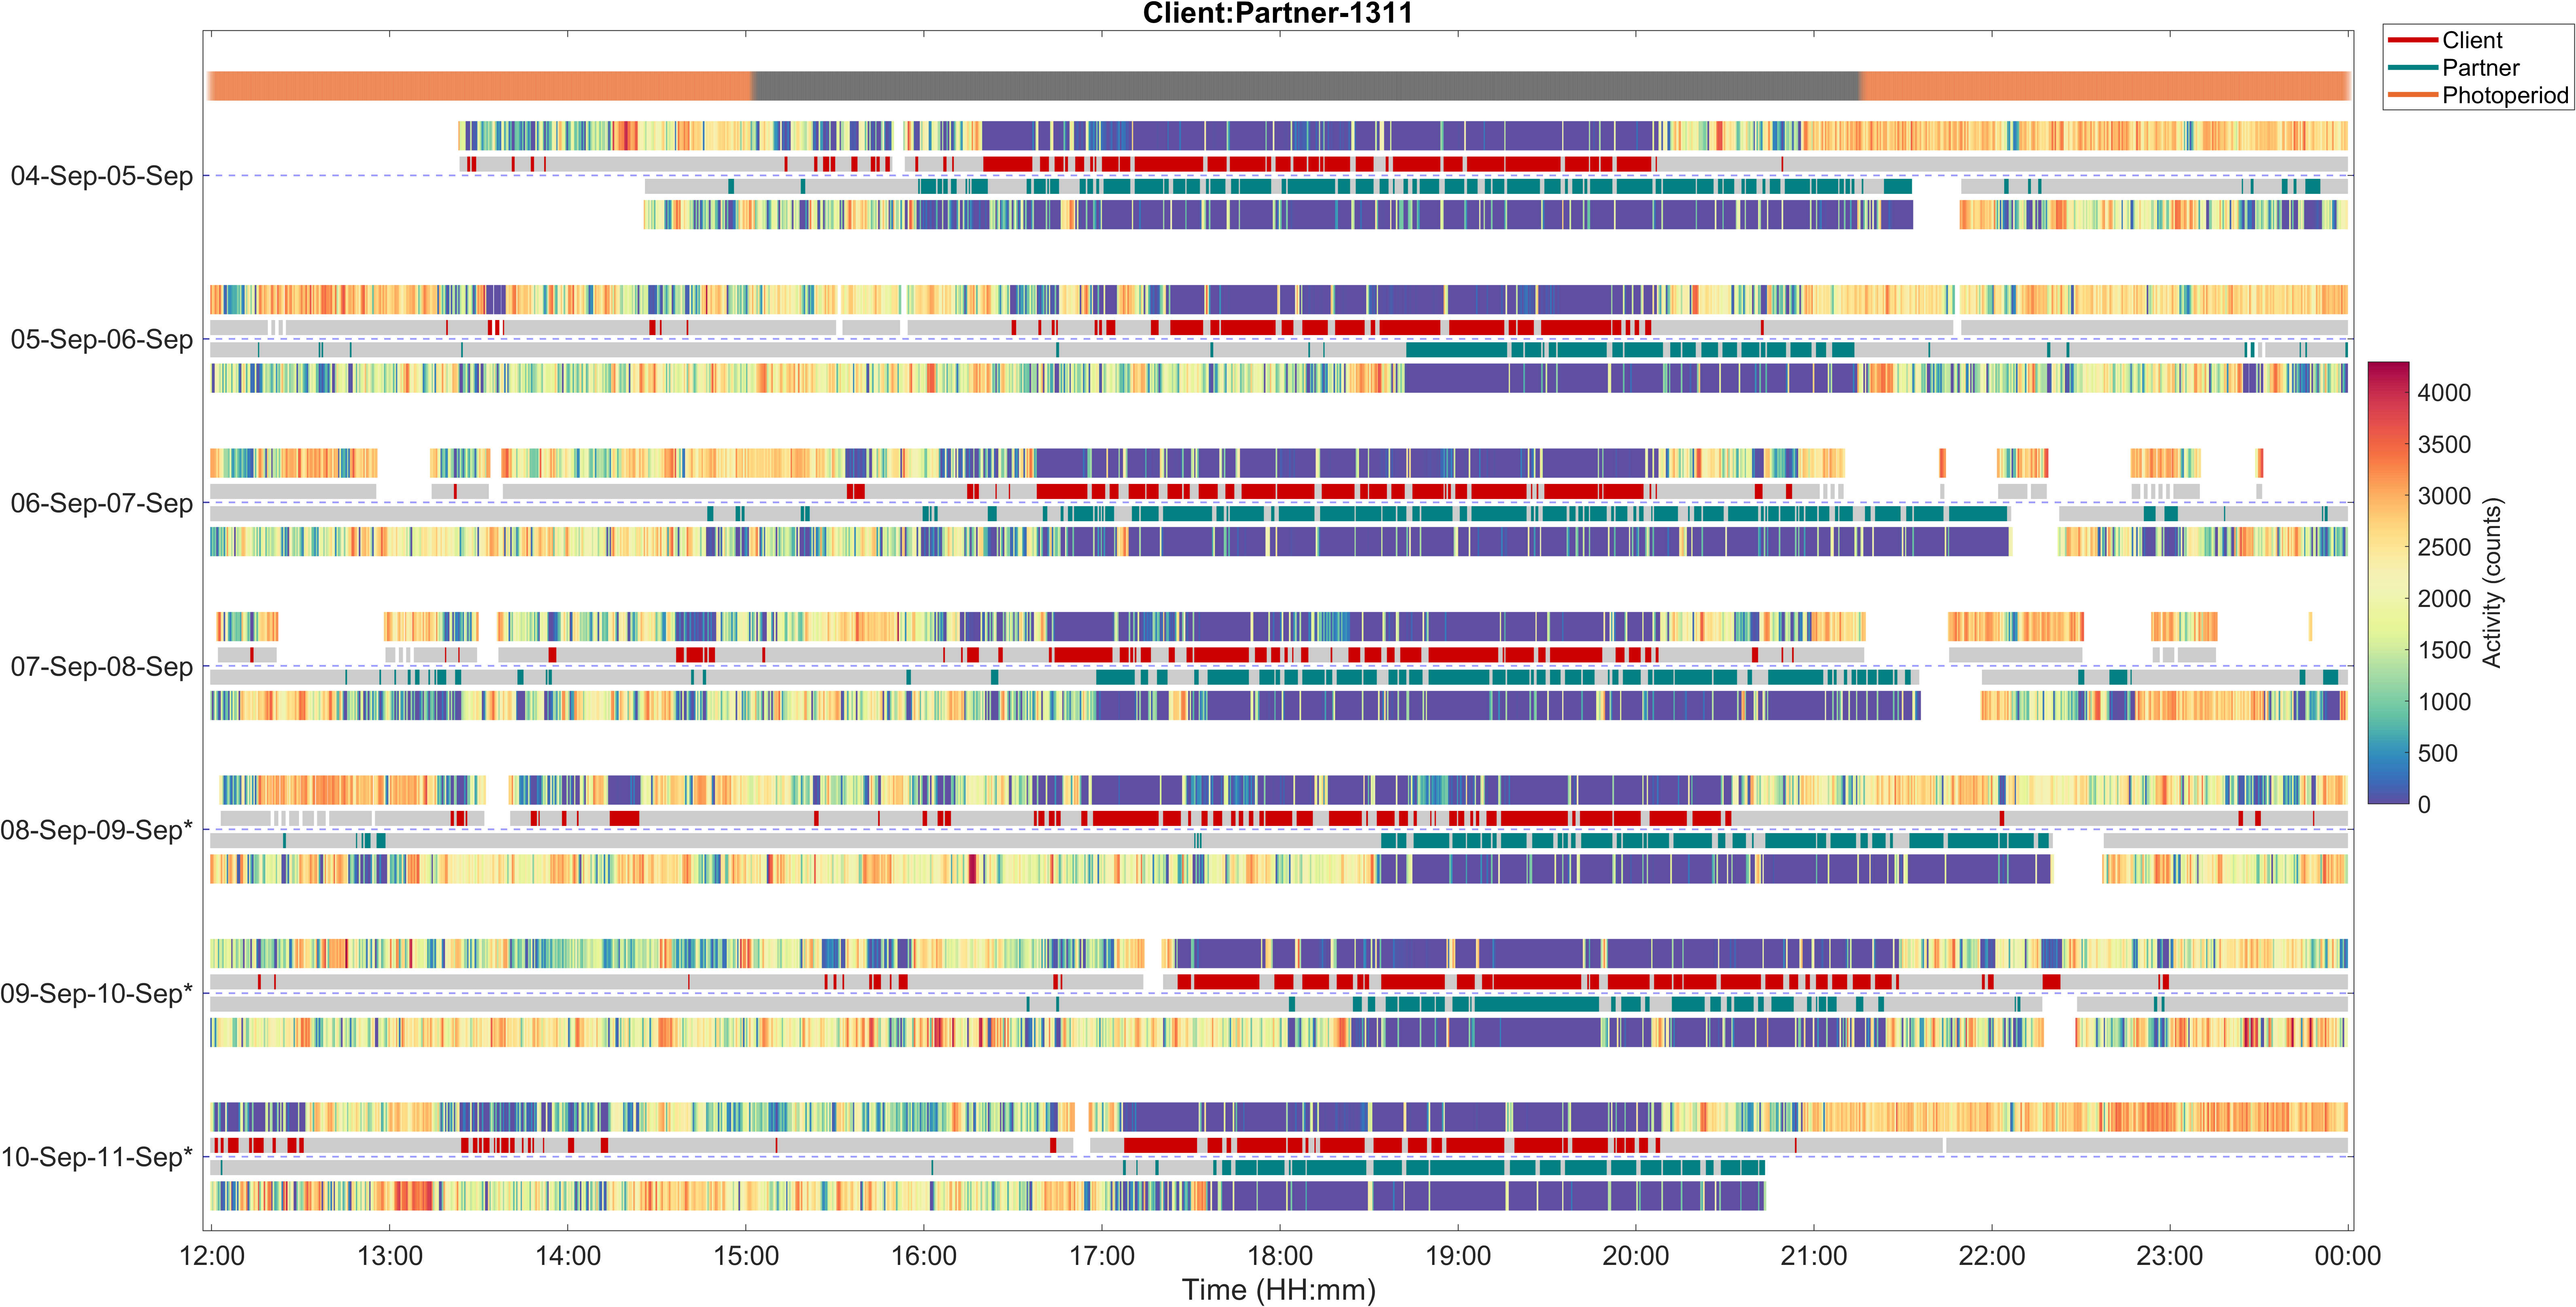 Client:Partner-1311
Client
Partner
Photoperiod
04-Sep-05-Sep
05-Sep-06-Sep
06-Sep-07-Sep
07-Sep-08-Sep
08-Sep-09-Sep*
09-Sep-10-Sep*
10-Sep-11-Sep*
4000
3500
3000
2500
2000
1500
1000
500
0
Activity (counts)
12:00 13:00 14:00 15:00 16:00 17:00 18:00 19:00 20:00 21:00 22:00 23:00 00:00
Time (HH:mm)